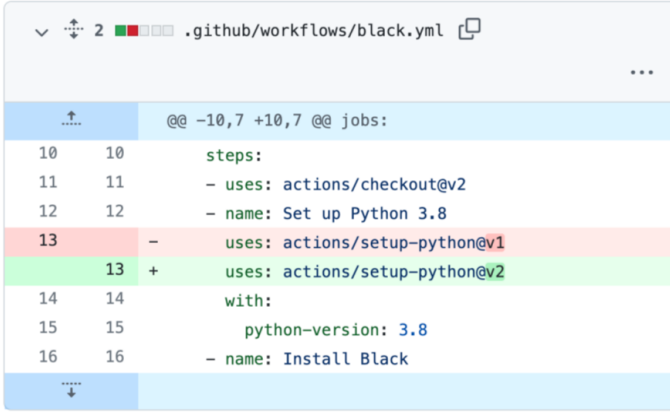 2 .github/workflows/black.yml
...
@@ -10,7 +10,7 @@ jobs:
10 10 steps:
11 11 - uses: actions/checkout@v2
12 12 - name: Set up Python 3.8
13 - uses: actions/setup-python@v1
13 + uses: actions/setup-python@v2
14 14 with:
15 15 python-version: 3.8
16 16 - name: Install Black